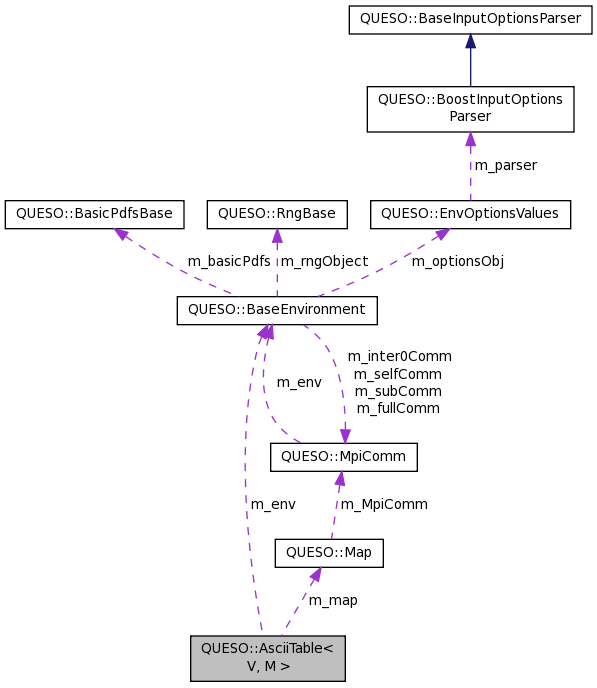 QUESO::BaseInputOptionsParser
QUESO::BoostInputOptions
Parser
m_parser
QUESO::BasicPdfsBase
QUESO::RngBase
QUESO::EnvOptionsValues
m_basicPdfs
m_rngObject
m_optionsObj
QUESO::BaseEnvironment
m_inter0Comm
m_selfComm
m_subComm
m_fullComm
m_env
QUESO::MpiComm
m_env
m_MpiComm
QUESO::Map
m_map
QUESO::AsciiTable<
V, M >